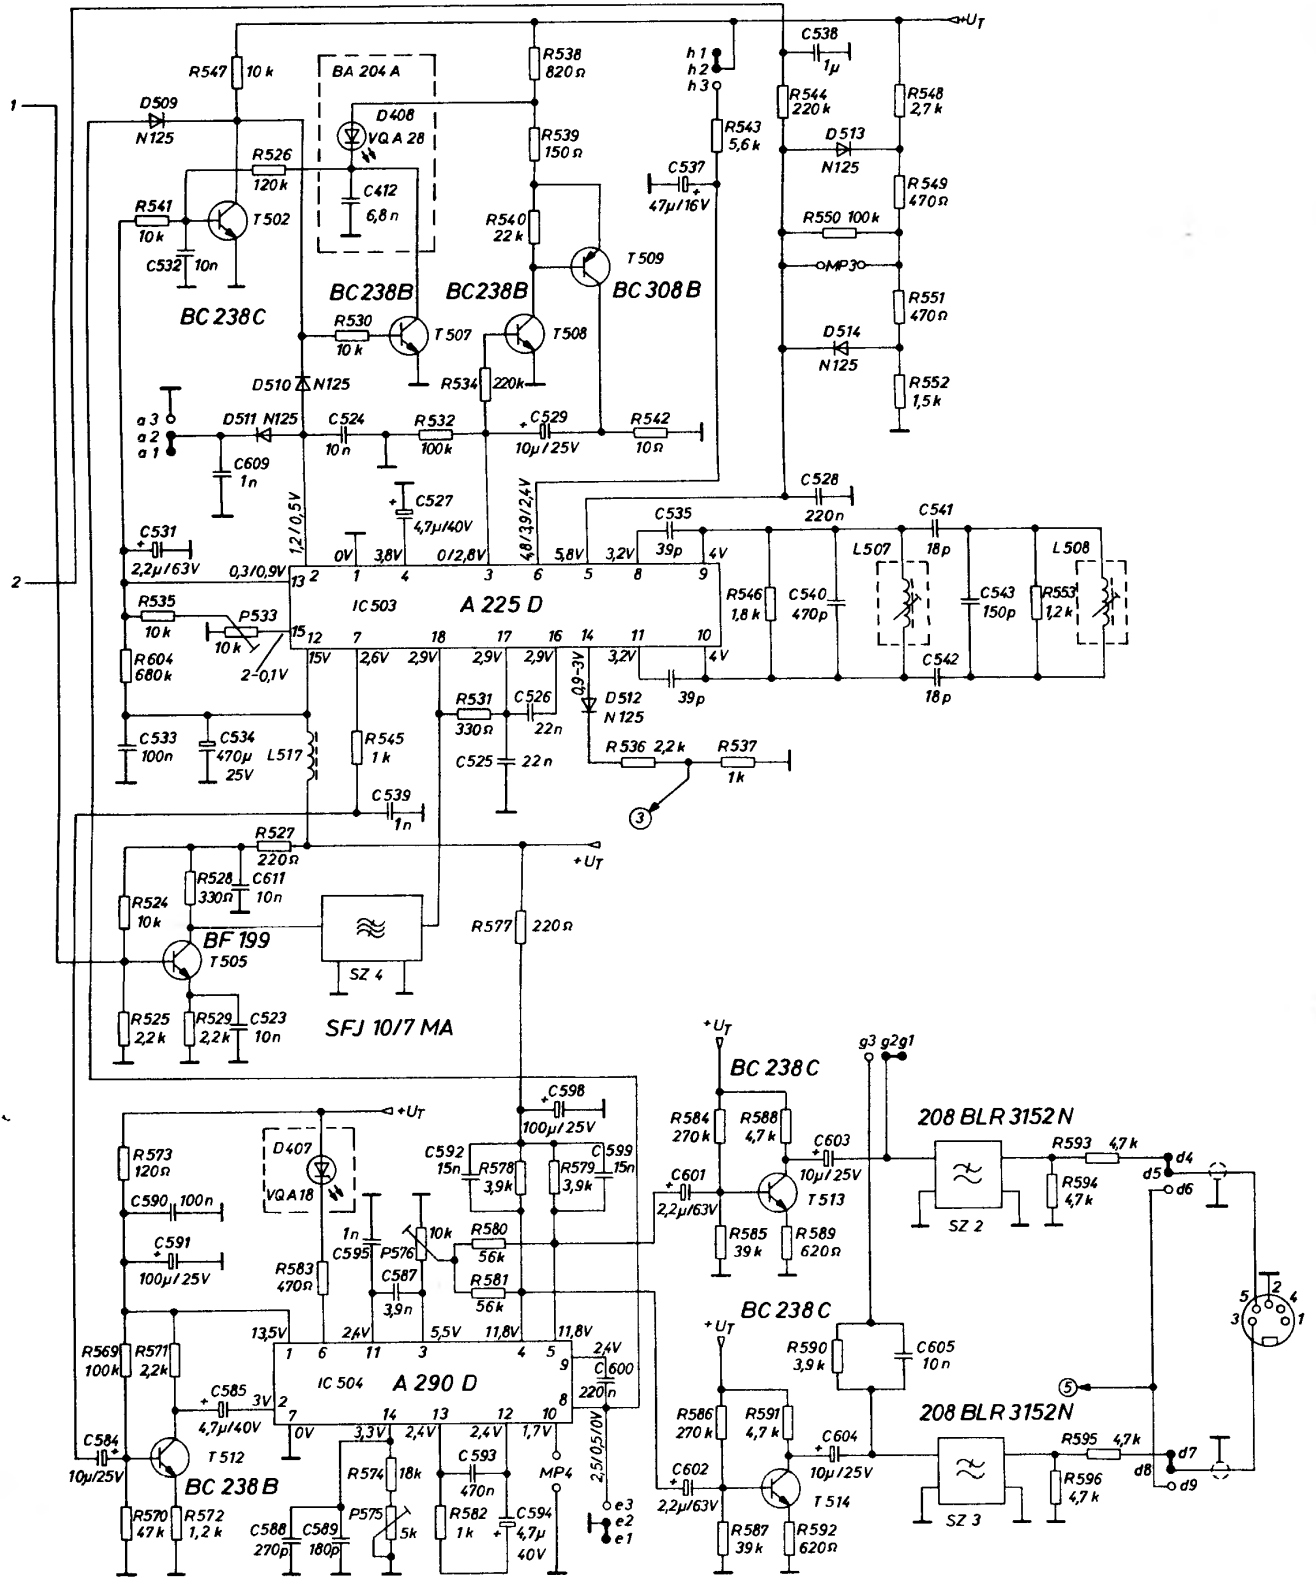 +U_T
C538
1µ
h1
h2
h3
R538
820Ω
R547 10k
BA 204 A
D408
VQA 28
C412
6,8n
1
D509
N125
R526
120k
R539
150Ω
R543
5,6k
R544
220k
R548
2,7k
D513
N125
C537
47µ/16V
+
R541
10k
T502
C532 10n
BC 238 C
R540
22k
T509
BC 308 B
R549
470Ω
R550 100k
MP3
R551
470Ω
BC 238 B
R530
10k
T507
BC 238 B
T508
D514
N125
R552
1,5k
D510 N125
R534 220k
a3
a2
a1
D511 N125
C524
10n
R532
100k
+ C529
10µ/25V
R542
10Ω
C609
1n
1,2/0,5V
+ C527
4,7µ/40V
4,8/3,9/2,4V
C528
220n
+ C531
2,2µ/63V
2
0V
3,8V
0/2,8V
5,8V
3,2V
C535
39p
4V
C541
18p
L507
L508
0,3/0,9V
13 2 1 4 3 6 5 8 9
IC 503
A 225 D
R535
10k
P533
10k
15 12 7 18 17 16 14 11 10
2-0,1V
15V
2,6V
2,9V
2,9V
2,9V
0,9-3V
3,2V
4V
39p
R546
1,8k
C540
470p
C543
150p
R553
1,2k
C542
18p
R604
680k
C533
100n
C534
470µ
25V
L517
R545
1k
R531
330Ω
C526
22n
C525 22n
D512
N125
R536 2,2k
R537
1k
3
C539
1n
R527
220Ω
+U_T
R524
10k
R528
330Ω
C611
10n
BF 199
T505
SZ 4
SFJ 10/7 MA
R577 220Ω
R525
2,2k
R529
2,2k
C523
10n
+U_T
BC 238 C
g3 g2 g1
+U_T
R573
120Ω
D407
VQA 18
+ C598
100µ/25V
C592
15n
R578
3,9k
R579
3,9k
C599
15n
R584
270k
R588
4,7k
C603
+
10µ/25V
208 BLR 3152 N
SZ 2
R593 4,7k
R594
4,7k
d4
d5
d6
C590 100n
+ C591
100µ/25V
R583
470Ω
1n
C595
P576 10k
C587
3,9n
R580
56k
R581
56k
+ C601
2,2µ/63V
T513
R585
39k
R589
620Ω
BC 238 C
+U_T
5 2 4
3 1
13,5V
2,4V
5,5V
11,8V
11,8V
2,4V
R569
100k
R571
2,2k
1 6 11 3 4 5
9
IC 504
A 290 D
8
C600
220n
R590
3,9k
C605
10n
5
+ C585
4,7µ/40V
3V
2 7 14 13 12 10
0V
3,3V
2,4V
2,4V
1,7V
2,5/0,5/0V
R586
270k
R591
4,7k
208 BLR 3152 N
C584
+
10µ/25V
T512
BC 238 B
R574 18k
P575
5k
C593
470n
R582
1k
C594
4,7µ
+
40V
MP4
e3
e2
e1
+ C602
2,2µ/63V
T514
+ C604
10µ/25V
SZ 3
R595 4,7k
R596
4,7k
d7
d8
d9
R570
47k
R572
1,2k
C588
270p
C589
180p
R587
39k
R592
620Ω